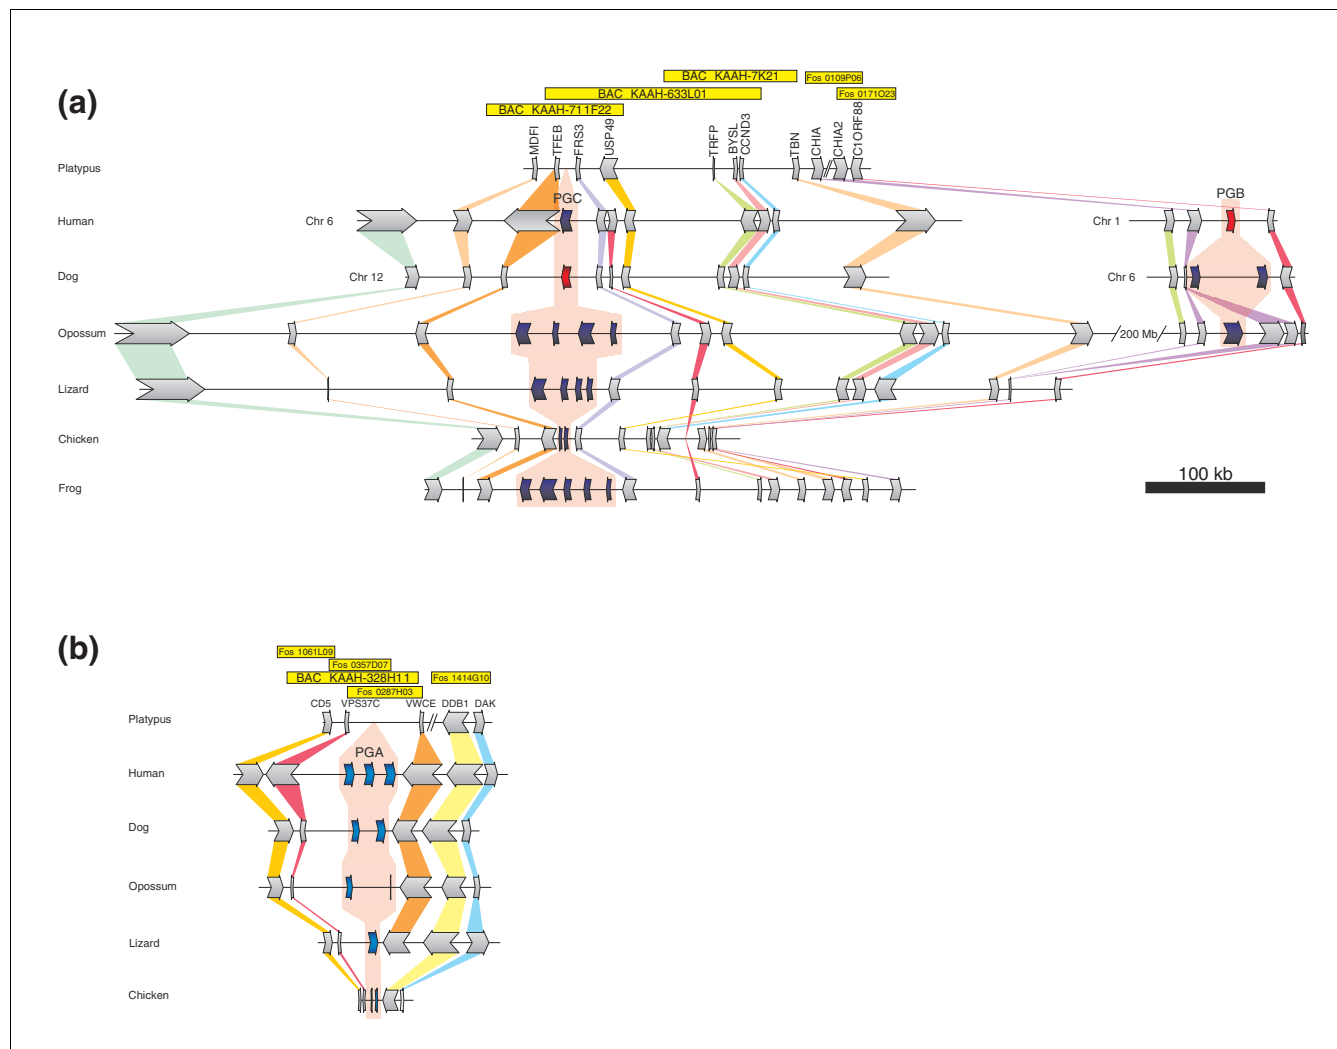 (a)
BAC KAAH-7K21
Fos 0109P06
BAC KAAH-633L01
Fos 0171O23
BAC KAAH-711F22
MDFI
TFEB
FRS3
USP49
TRFP
BYSL
CCND3
TBN
CHIA
CHIA2
C1ORF88
Platypus
PGC
PGB
Human
Chr 6
Chr 1
Dog
Chr 12
Chr 6
Opossum
200 Mb
Lizard
Chicken
Frog
100 kb
(b)
Fos 1061L09
Fos 0357D07
BAC KAAH-328H11
Fos 1414G10
Fos 0287H03
CD5 VPS37C VWCE DDB1 DAK
Platypus
PGA
Human
Dog
Opossum
Lizard
Chicken